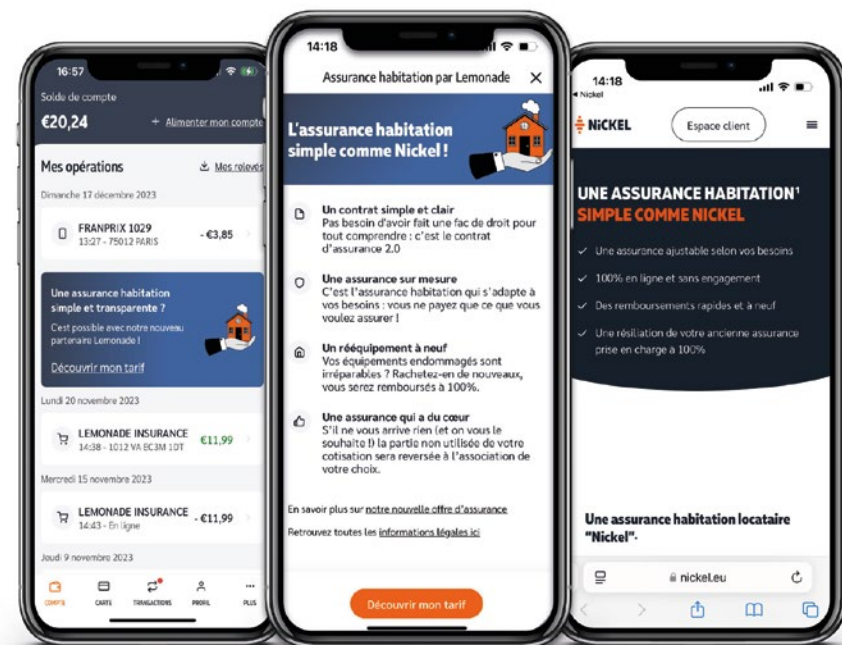 16:57
Solde de compte
€20,24
+ Alimenter mon compte
Mes opérations
Mes relevés
Dimanche 17 décembre 2023
FRANPRIX 1029
- €3,85
13:27 - 75012 PARIS
Une assurance habitation
simple et transparente ?
C'est possible avec notre nouveau
partenaire Lemonade !
Découvrir mon tarif
Lundi 20 novembre 2023
LEMONADE INSURANCE
€11,99
14:38 - 1012 VA EC3M 1DT
Mercredi 15 novembre 2023
LEMONADE INSURANCE
- €11,99
14:43 - En ligne
Jeudi 9 novembre 2023
COMPTE
CARTE
TRANSACTIONS
PROFIL
PLUS
14:18
Assurance habitation par Lemonade
L'assurance habitation
simple comme Nickel !
Un contrat simple et clair
Pas besoin d'avoir fait une fac de droit pour
tout comprendre : c'est le contrat
d'assurance 2.0
Une assurance sur mesure
C'est l'assurance habitation qui s'adapte à
vos besoins : vous ne payez que ce que vous
voulez assurer !
Un rééquipement à neuf
Vos équipements endommagés sont
irréparables ? Rachetez-en de nouveaux,
vous serez remboursés à 100%.
Une assurance qui a du cœur
S'il ne vous arrive rien (et on vous le
souhaite !) la partie non utilisée de votre
cotisation sera reversée à l'association de
votre choix.
En savoir plus sur notre nouvelle offre d'assurance
Retrouvez toutes les informations légales ici
Découvrir mon tarif
14:18
◂ Nickel
NiCKEL
Espace client
UNE ASSURANCE HABITATION¹
SIMPLE COMME NICKEL
Une assurance ajustable selon vos besoins
100% en ligne et sans engagement
Des remboursements rapides et à neuf
Une résiliation de votre ancienne assurance
prise en charge à 100%
Une assurance habitation locataire
"Nickel".
nickel.eu